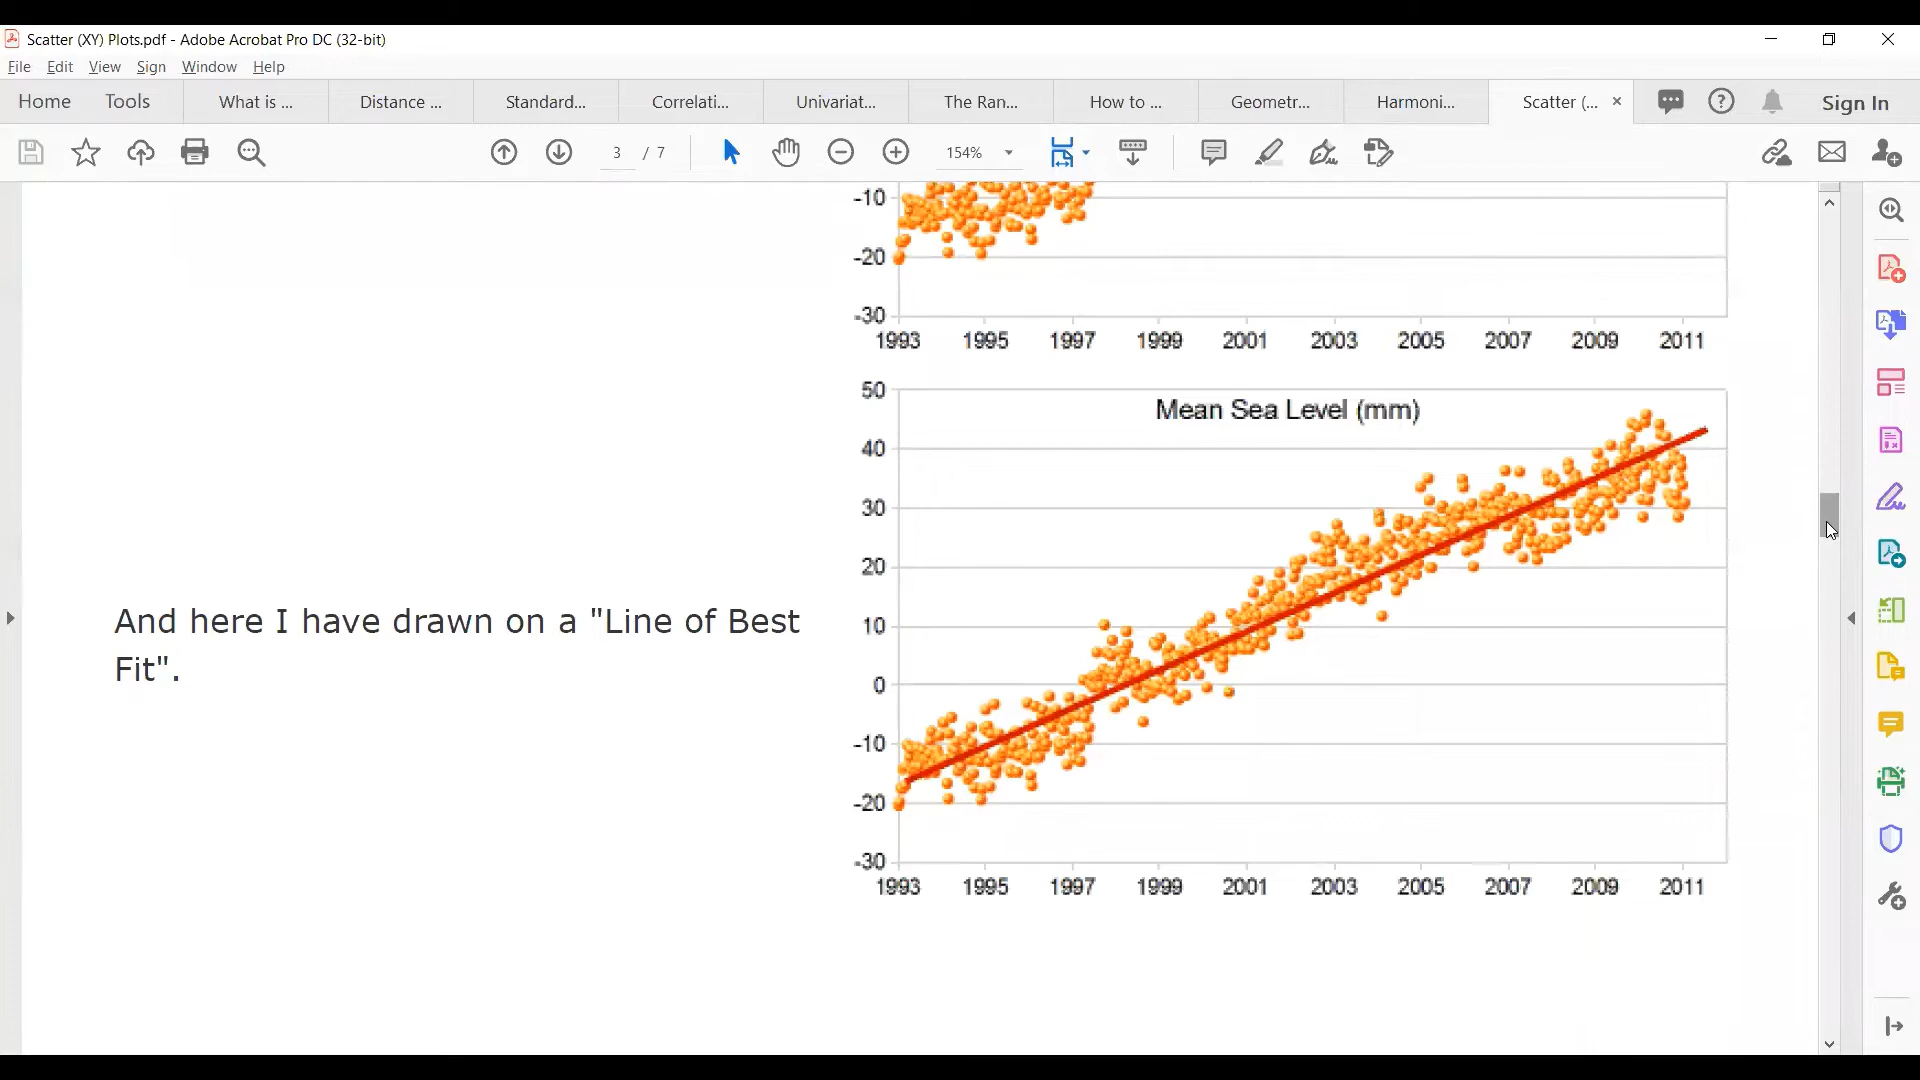 Scatter (XY) Plots.pdf - Adobe Acrobat Pro DC (32-bit)
File Edit View Sign Window Help
Home Tools What is ... Distance ... Standard... Correlati... Univariat... The Ran... How to ... Geometr... Harmoni... Scatter (... × Sign In
3 / 7 154%
-10
-20
-30
1993 1995 1997 1999 2001 2003 2005 2007 2009 2011
50
Mean Sea Level (mm)
40
30
20
10
0
-10
-20
-30
1993 1995 1997 1999 2001 2003 2005 2007 2009 2011
And here I have drawn on a "Line of Best
Fit".